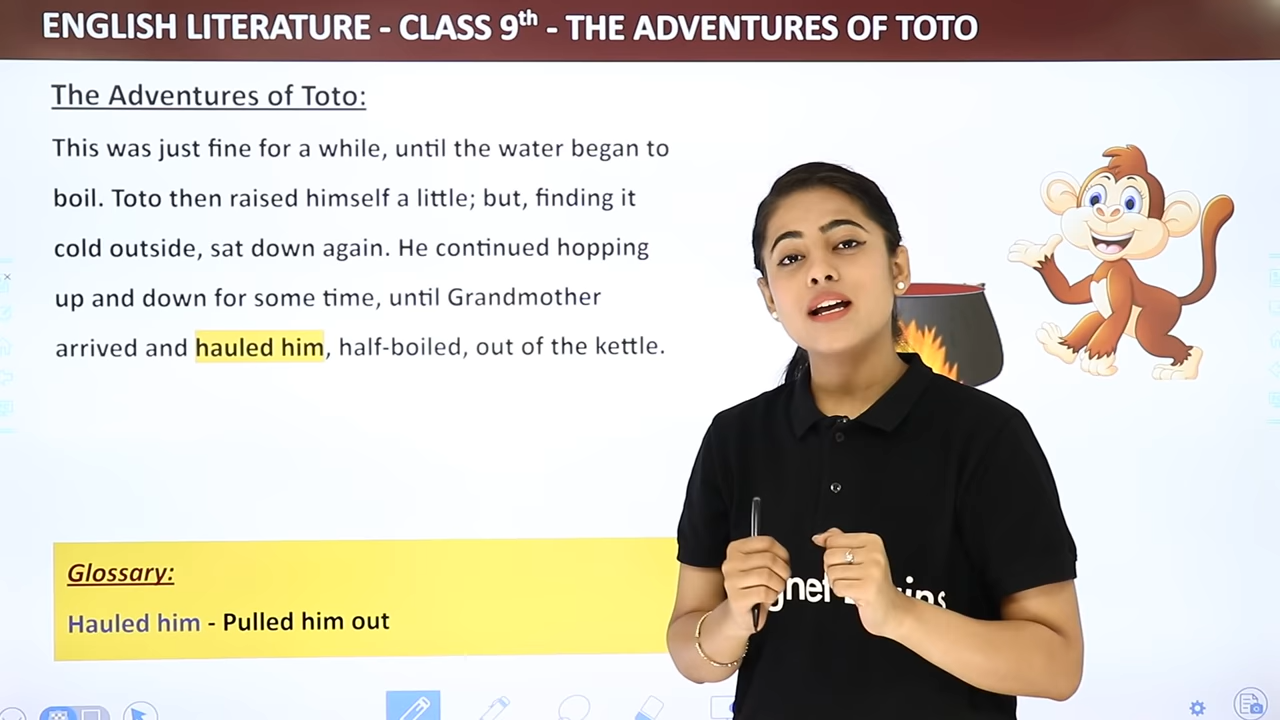 ENGLISH LITERATURE - CLASS 9th - THE ADVENTURES OF TOTO
The Adventures of Toto:
This was just fine for a while, until the water began to
boil. Toto then raised himself a little; but, finding it
cold outside, sat down again. He continued hopping
up and down for some time, until Grandmother
arrived and hauled him, half-boiled, out of the kettle.
Glossary:
Hauled him - Pulled him out